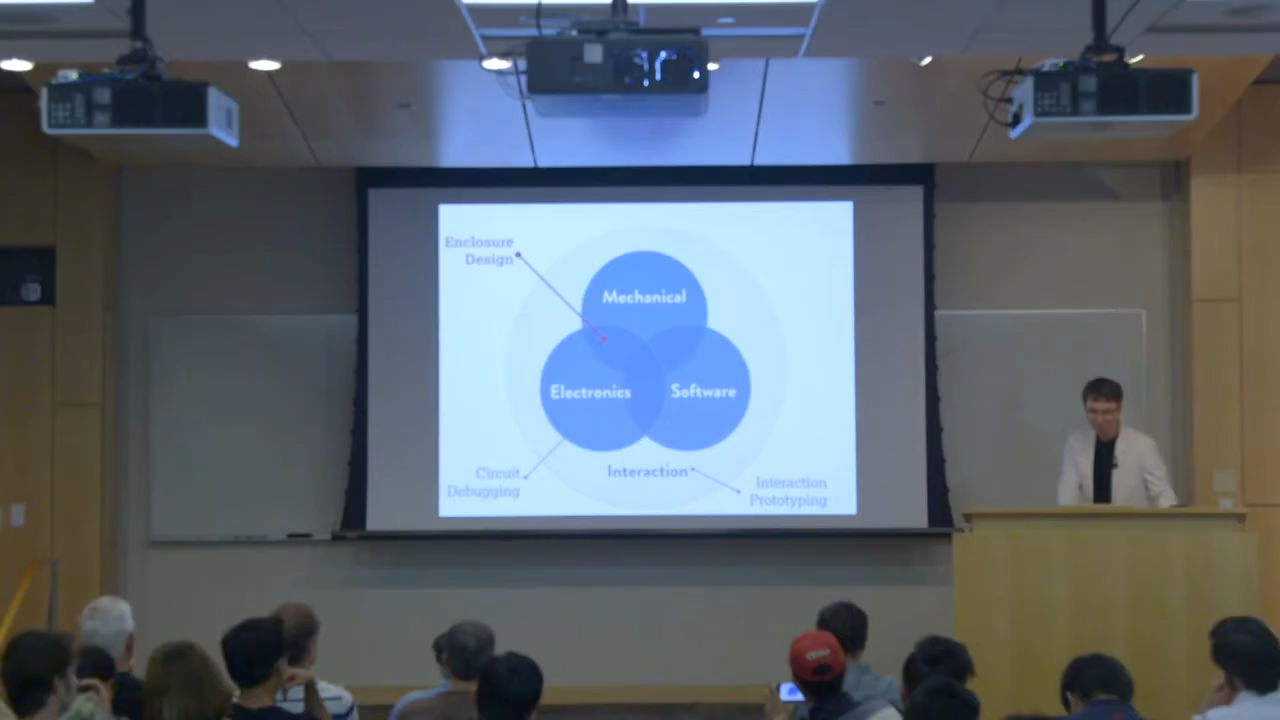 Enclosure
Design
Mechanical
Electronics
Software
Circuit
Debugging
Interaction
Interaction
Prototyping